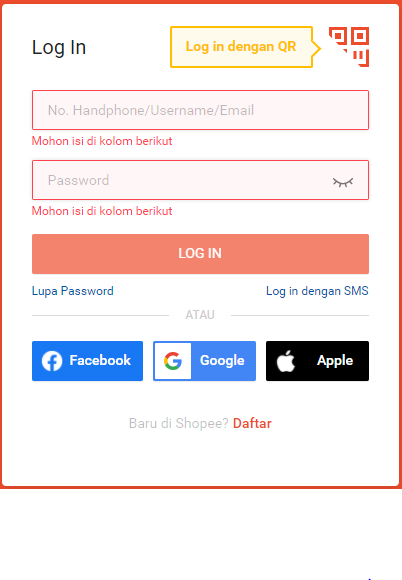 Log In
Log in dengan QR
No. Handphone/Username/Email
Mohon isi di kolom berikut
Password
Mohon isi di kolom berikut
LOG IN
Lupa Password
Log in dengan SMS
ATAU
Facebook
Google
Apple
Baru di Shopee? Daftar